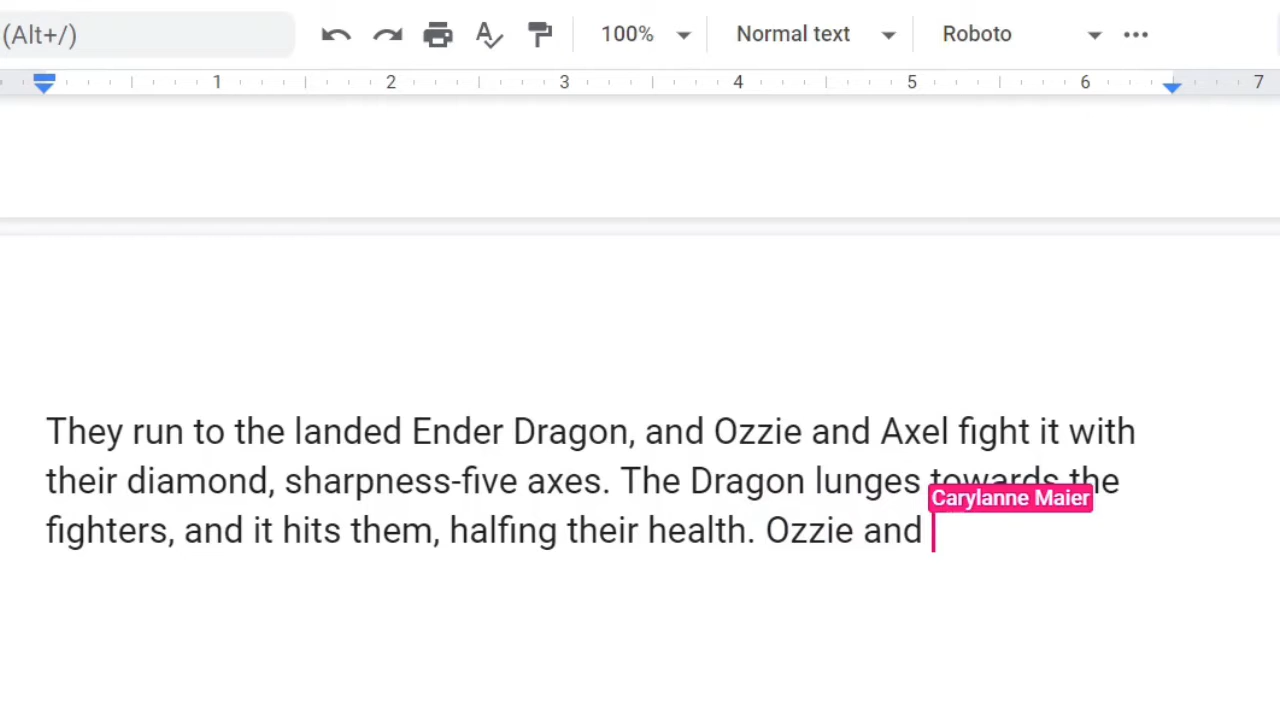 (Alt+/)
100%
Normal text
Roboto
1 2 3 4 5 6 7
They run to the landed Ender Dragon, and Ozzie and Axel fight it with
their diamond, sharpness-five axes. The Dragon lunges towards the
Carylanne Maier
fighters, and it hits them, halfing their health. Ozzie and